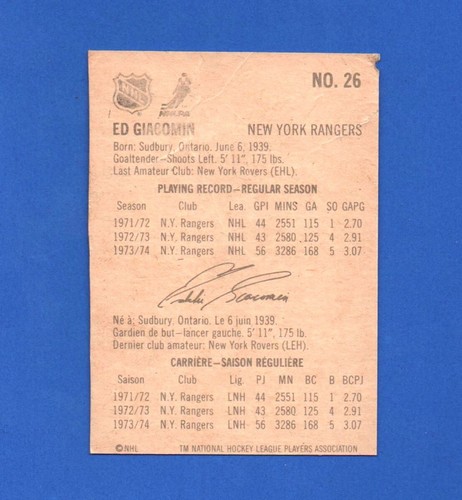 NHL
NHLPA
NO. 26
ED GIACOMIN NEW YORK RANGERS
Born: Sudbury, Ontario. June 6, 1939.
Goaltender—Shoots Left. 5' 11", 175 lbs.
Last Amateur Club: New York Rovers (EHL).
PLAYING RECORD—REGULAR SEASON
Season Club Lea. GPI MINS GA SO GAPG
1971/72 N.Y. Rangers NHL 44 2551 115 1 2.70
1972/73 N.Y. Rangers NHL 43 2580 125 4 2.91
1973/74 N.Y. Rangers NHL 56 3286 168 5 3.07
Eddie Giacomin
Né à: Sudbury, Ontario. Le 6 juin 1939.
Gardien de but—lancer gauche. 5' 11", 175 lb.
Dernier club amateur: New York Rovers (LEH).
CARRIÈRE—SAISON RÉGULIÈRE
Saison Club Lig. PJ MN BC B BCPJ
1971/72 N.Y. Rangers LNH 44 2551 115 1 2.70
1972/73 N.Y. Rangers LNH 43 2580 125 4 2.91
1973/74 N.Y. Rangers LNH 56 3286 168 5 3.07
©NHL TM NATIONAL HOCKEY LEAGUE PLAYERS ASSOCIATION